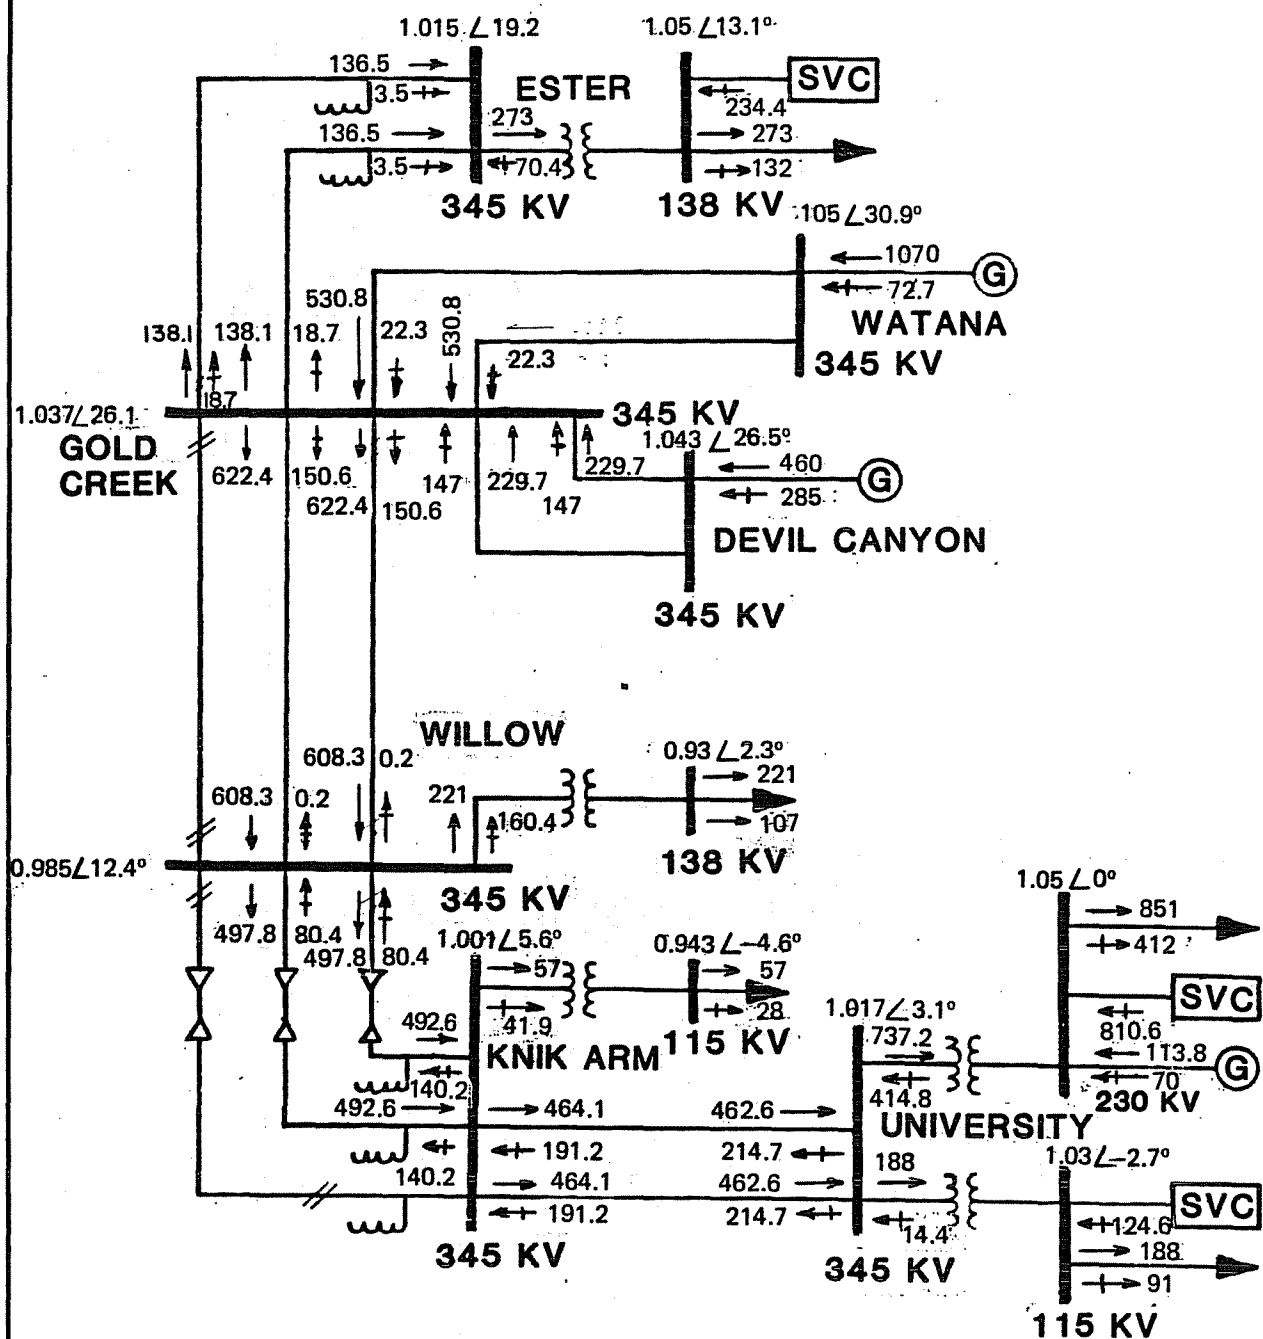 1.015∠19.2
1.05∠13.1º
136.5
3.5
ESTER
SVC
234.4
136.5
273
273
3.5
70.4
132
345 KV
138 KV
.105∠30.9º
1070
72.7
530.8
530.8
WATANA
138.1
138.1
18.7
22.3
22.3
345 KV
18.7
1.037∠26.1
345 KV
GOLD
CREEK
1.043∠26.5º
622.4
150.6
147
229.7
229.7
460
G
622.4
150.6
147
285
G
DEVIL CANYON
345 KV
WILLOW
608.3
0.2
0.93∠2.3º
221
608.3
0.2
221
160.4
107
138 KV
0.985∠12.4º
345 KV
1.05∠0º
497.8
80.4
497.8
80.4
1.001∠5.6º
0.943∠-4.6º
851
412
57
57
SVC
41.9
28
1.017∠3.1º
810.6
492.6
KNIK ARM
115 KV
737.2
113.8
G
140.2
414.8
70
230 KV
492.6
464.1
462.6
UNIVERSITY
191.2
214.7
140.2
188
1.03∠-2.7º
464.1
462.6
SVC
191.2
214.7
14.4
124.6
188
345 KV
345 KV
91
115 KV